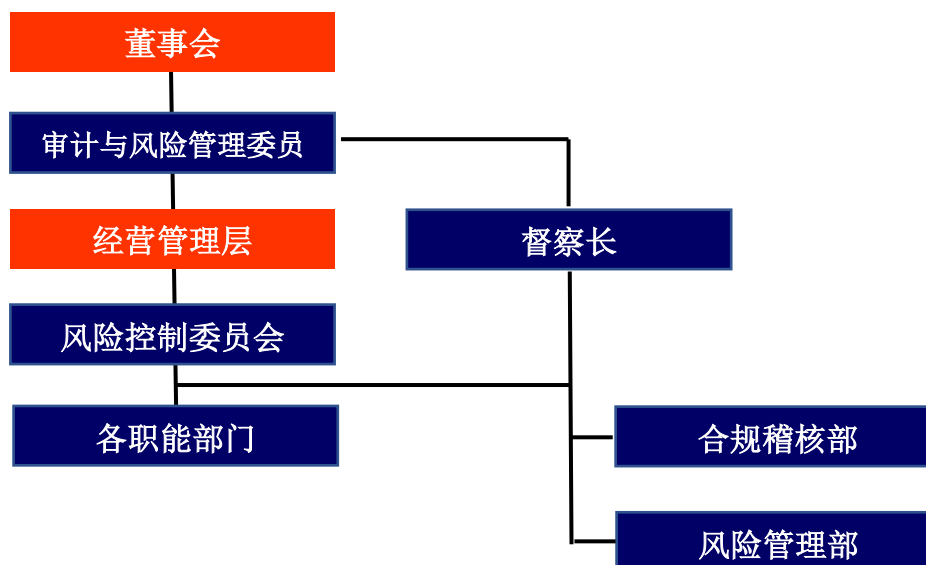 董事会
审计与风险管理委员
经营管理层
督察长
风险控制委员会
各职能部门
合规稽核部
风险管理部